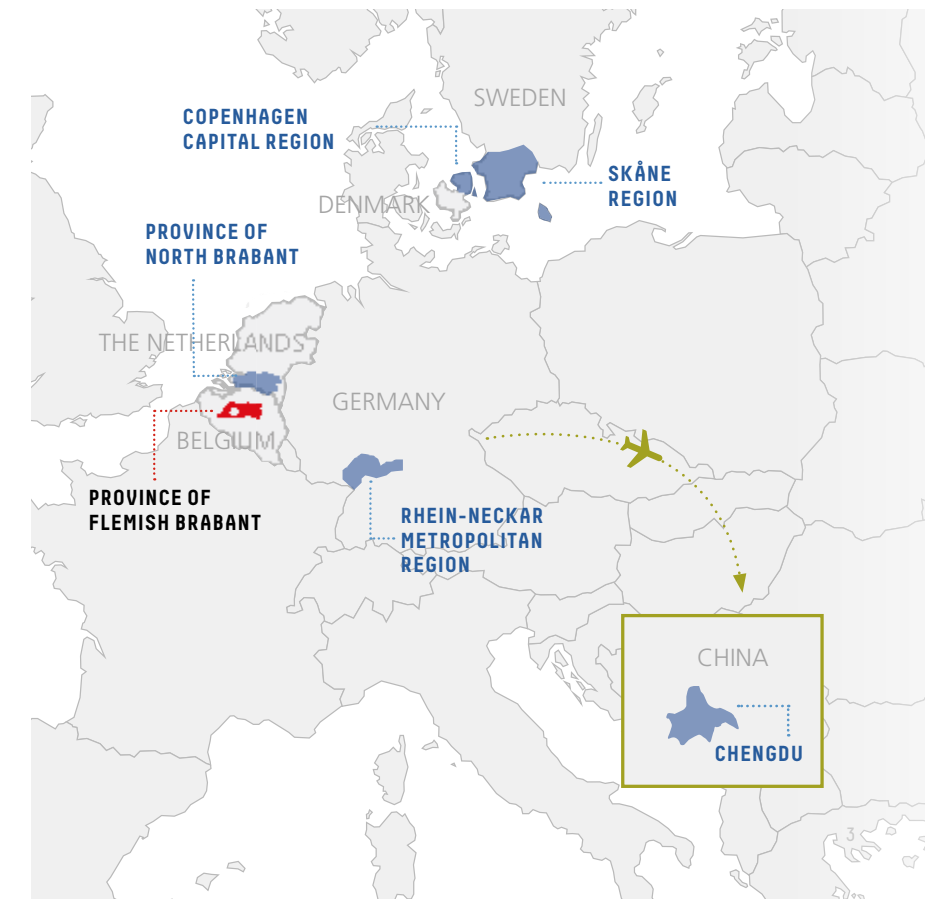 SWEDEN
COPENHAGEN
CAPITAL REGION
SKÅNE
REGION
DENMARK
PROVINCE OF
NORTH BRABANT
THE NETHERLANDS
GERMANY
BELGIUM
PROVINCE OF
FLEMISH BRABANT
RHEIN-NECKAR
METROPOLITAN
REGION
CHINA
CHENGDU
3